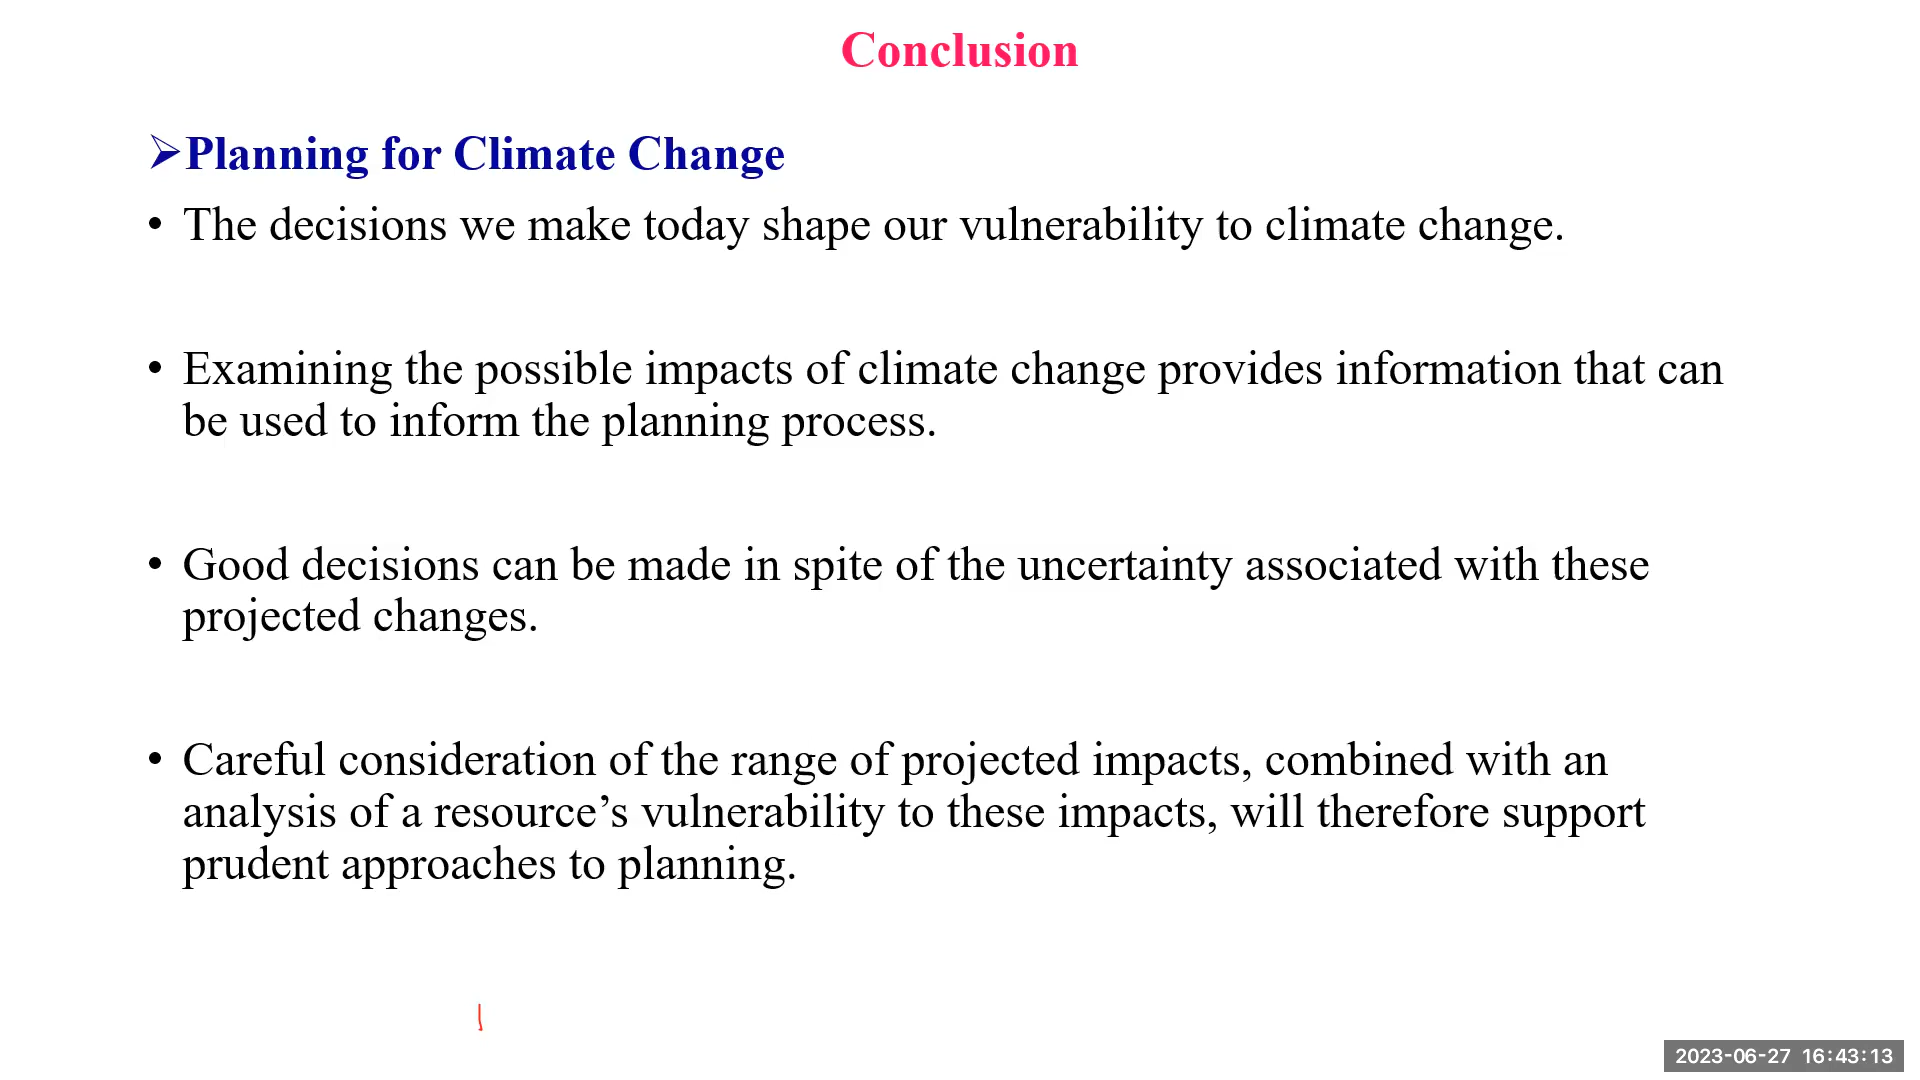 Conclusion
➢Planning for Climate Change
• The decisions we make today shape our vulnerability to climate change.
• Examining the possible impacts of climate change provides information that can
be used to inform the planning process.
• Good decisions can be made in spite of the uncertainty associated with these
projected changes.
• Careful consideration of the range of projected impacts, combined with an
analysis of a resource’s vulnerability to these impacts, will therefore support
prudent approaches to planning.
2023-06-27 16:43:13